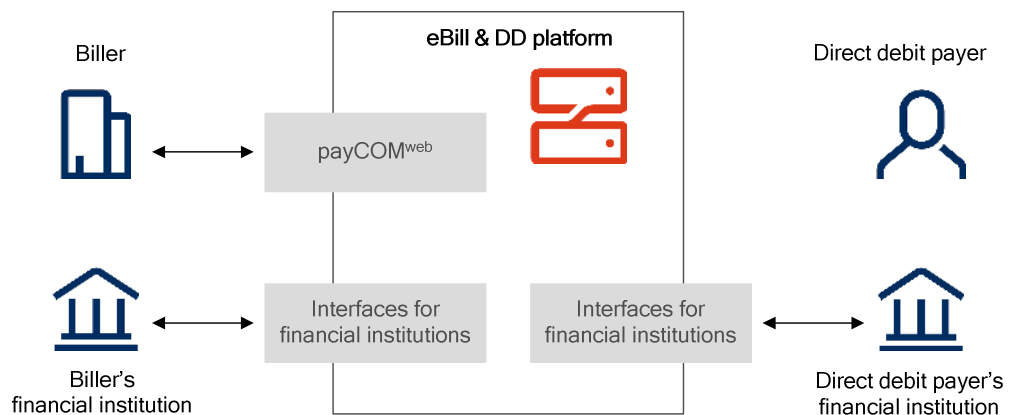 eBill & DD platform
Biller
Direct debit payer
payCOMweb
Interfaces for
financial institutions
Interfaces for
financial institutions
Biller's
financial institution
Direct debit payer's
financial institution